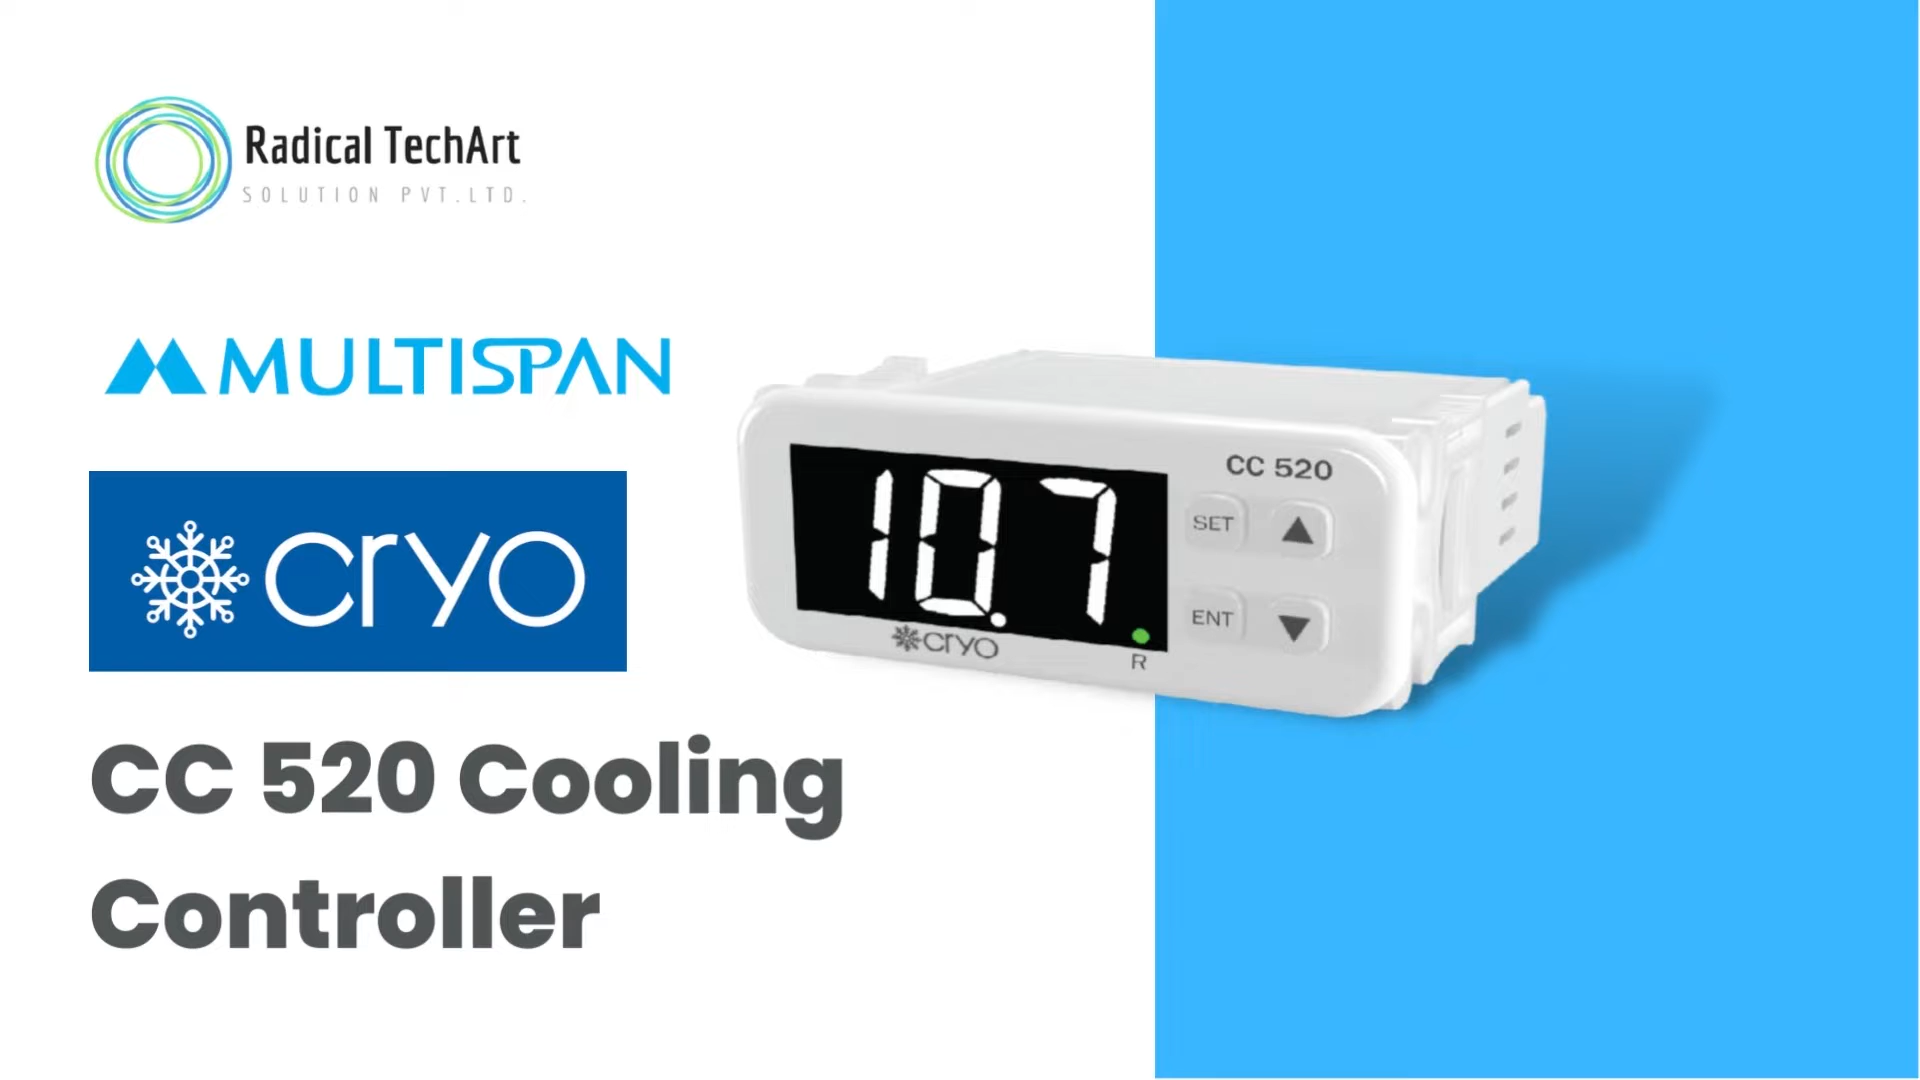 Radical TechArt
SOLUTION PVT.LTD.
MULTISPAN
cryo
CC 520
10.7
SET
ENT
cryo
R
CC 520 Cooling
Controller